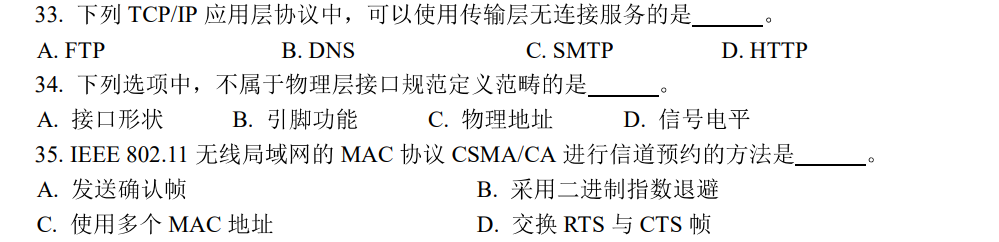 33. 下列 TCP/IP 应用层协议中，可以使用传输层无连接服务的是______。
A. FTP B. DNS C. SMTP D. HTTP
34. 下列选项中，不属于物理层接口规范定义范畴的是______。
A. 接口形状 B. 引脚功能 C. 物理地址 D. 信号电平
35. IEEE 802.11 无线局域网的 MAC 协议 CSMA/CA 进行信道预约的方法是______。
A. 发送确认帧 B. 采用二进制指数退避
C. 使用多个 MAC 地址 D. 交换 RTS 与 CTS 帧